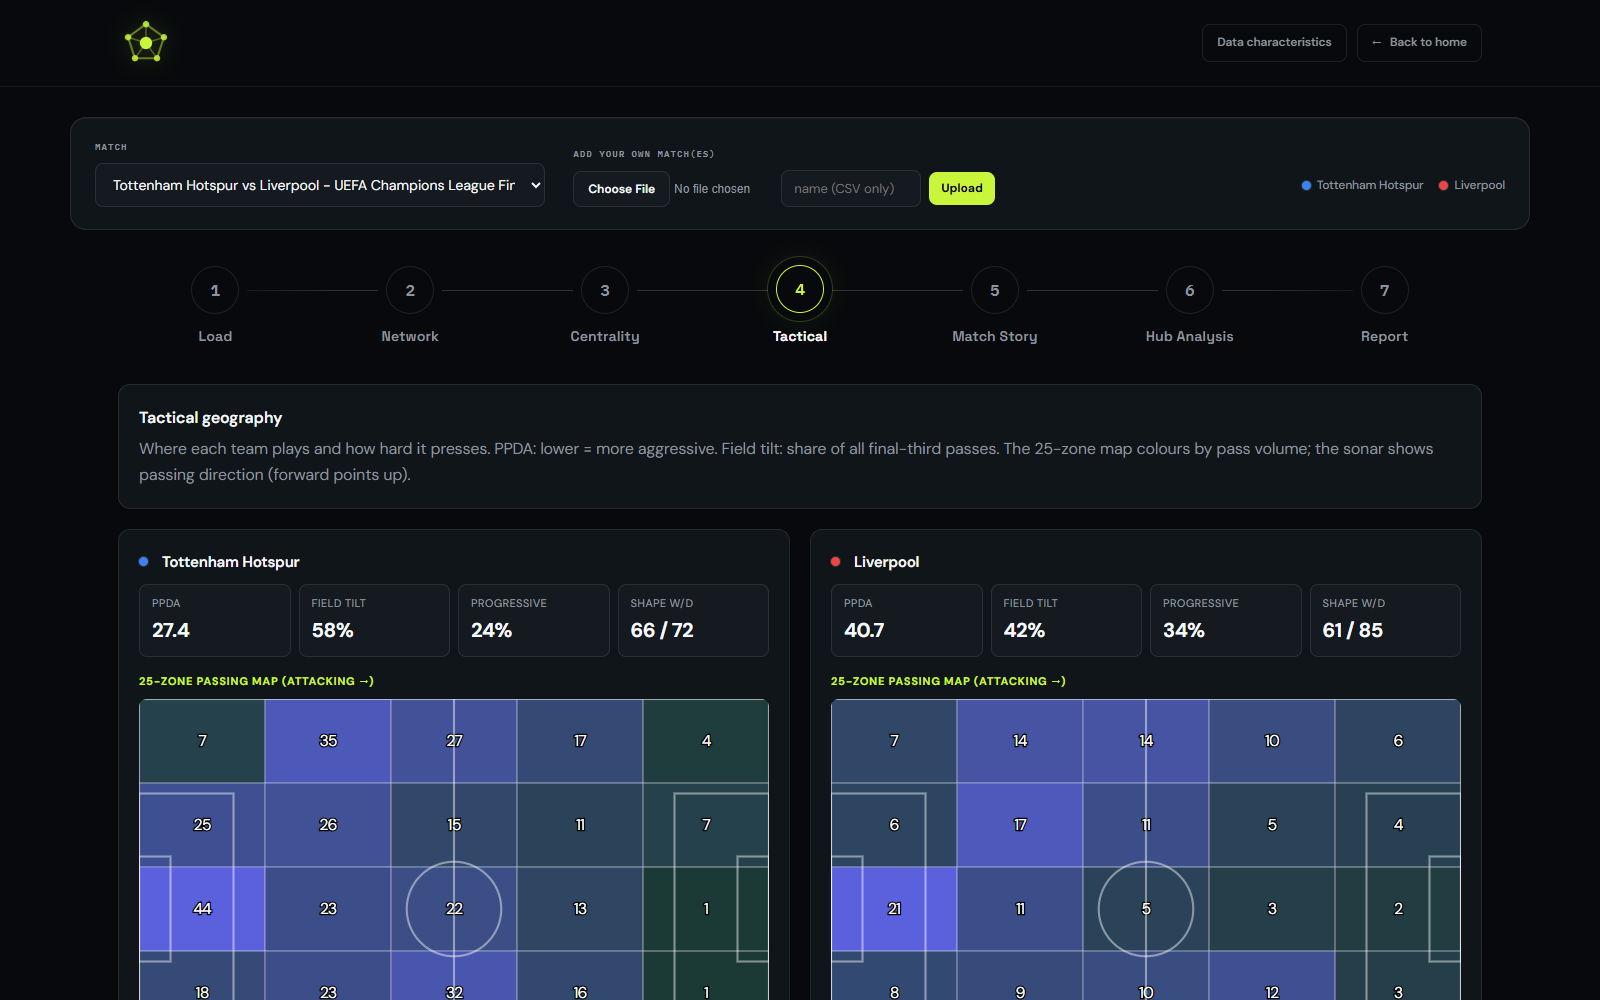 Data characteristics
← Back to home
MATCH
Tottenham Hotspur vs Liverpool - UEFA Champions League Fir
ADD YOUR OWN MATCH(ES)
Choose File No file chosen
name (CSV only)
Upload
Tottenham Hotspur
Liverpool
1
Load
2
Network
3
Centrality
4
Tactical
5
Match Story
6
Hub Analysis
7
Report
Tactical geography
Where each team plays and how hard it presses. PPDA: lower = more aggressive. Field tilt: share of all final-third passes. The 25-zone map colours by pass volume; the sonar shows
passing direction (forward points up).
Tottenham Hotspur
PPDA
27.4
FIELD TILT
58%
PROGRESSIVE
24%
SHAPE W/D
66 / 72
25-ZONE PASSING MAP (ATTACKING →)
7 35 27 17 4
25 26 15 11 7
44 23 22 13 1
18 23 32 16 1
Liverpool
PPDA
40.7
FIELD TILT
42%
PROGRESSIVE
34%
SHAPE W/D
61 / 85
25-ZONE PASSING MAP (ATTACKING →)
7 14 14 10 6
6 17 11 5 4
21 11 5 3 2
8 9 10 12 3